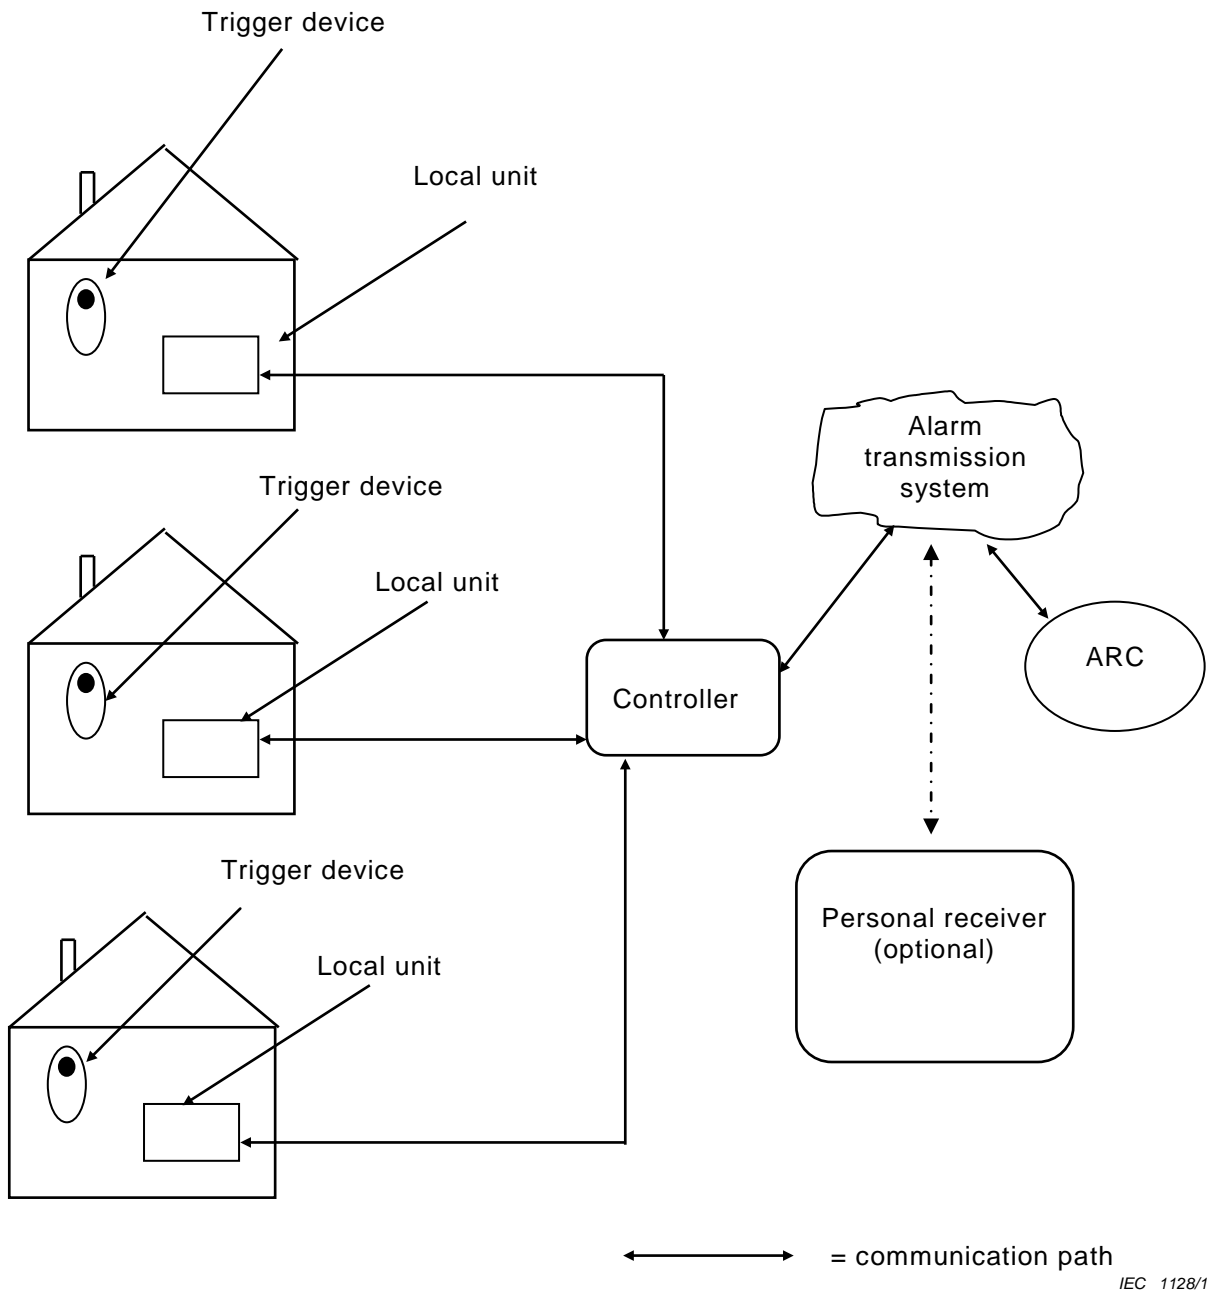 Trigger device
Local unit
Alarm
transmission
system
Trigger device
Local unit
ARC
Controller
Trigger device
Personal receiver
(optional)
Local unit
= communication path
IEC 1128/1